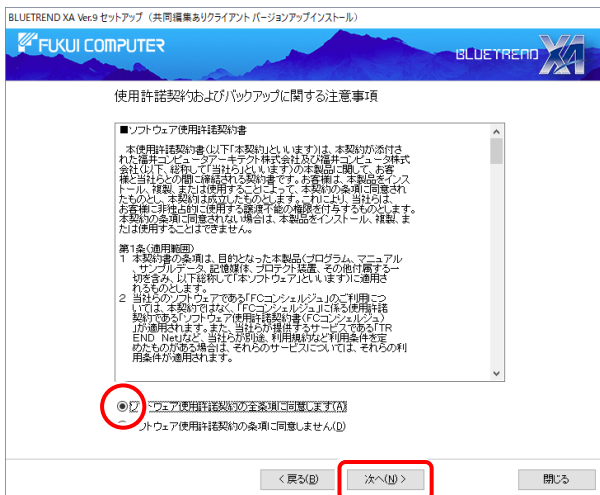 BLUETREND XA Ver.9 セットアップ（共同編集ありクライアント バージョンアップインストール）
FUKUI COMPUTER
BLUETREND XA
使用許諾契約およびバックアップに関する注意事項
■ソフトウェア使用許諾契約書
本使用許諾契約書(以下「本契約」といいます)は、本契約が添付さ
れた福井コンピュータアーキテクト株式会社及び福井コンピュータ株式
会社(以下、総称して「当社ら」といいます)の本製品に関して、お客
様と当社らとの間に締結される契約書です。お客様は、本製品をインス
トール、複製、または使用することによって、本契約の条項に同意され
たものとし、本契約は成立したものとします。これにより、当社らは、
お客様に非独占的に使用する譲渡不能の権限を付与するものとします。
本契約の条項に同意されない場合は、本製品をインストール、複製、ま
たは使用することはできません。
第1条(適用範囲)
1 本契約書の条項は、目的となった本製品(プログラム、マニュアル
、サンプルデータ、記憶媒体、プロテクト装置、その他付属する一
切を含み、以下総称して「本ソフトウェア」といいます)に適用さ
れるものとします。
2 当社らのソフトウェアである「FCコンシェルジュ」のご利用につ
いては、本契約ではなく、「FCコンシェルジュ」に係る使用許諾
契約である「ソフトウェア使用許諾契約書(FCコンシェルジュ)
」が適用されます。また、当社らが提供するサービスである「TR
END Net」など、当社らが別途、利用規約など利用条件を定
めたものがある場合は、それらのサービスについては、それらの利
用条件が適用されます。
ウェア使用許諾契約の全条項に同意します(A)
フトウェア使用許諾契約の条項に同意しません(D)
< 戻る(B)
次へ(N) >
閉じる